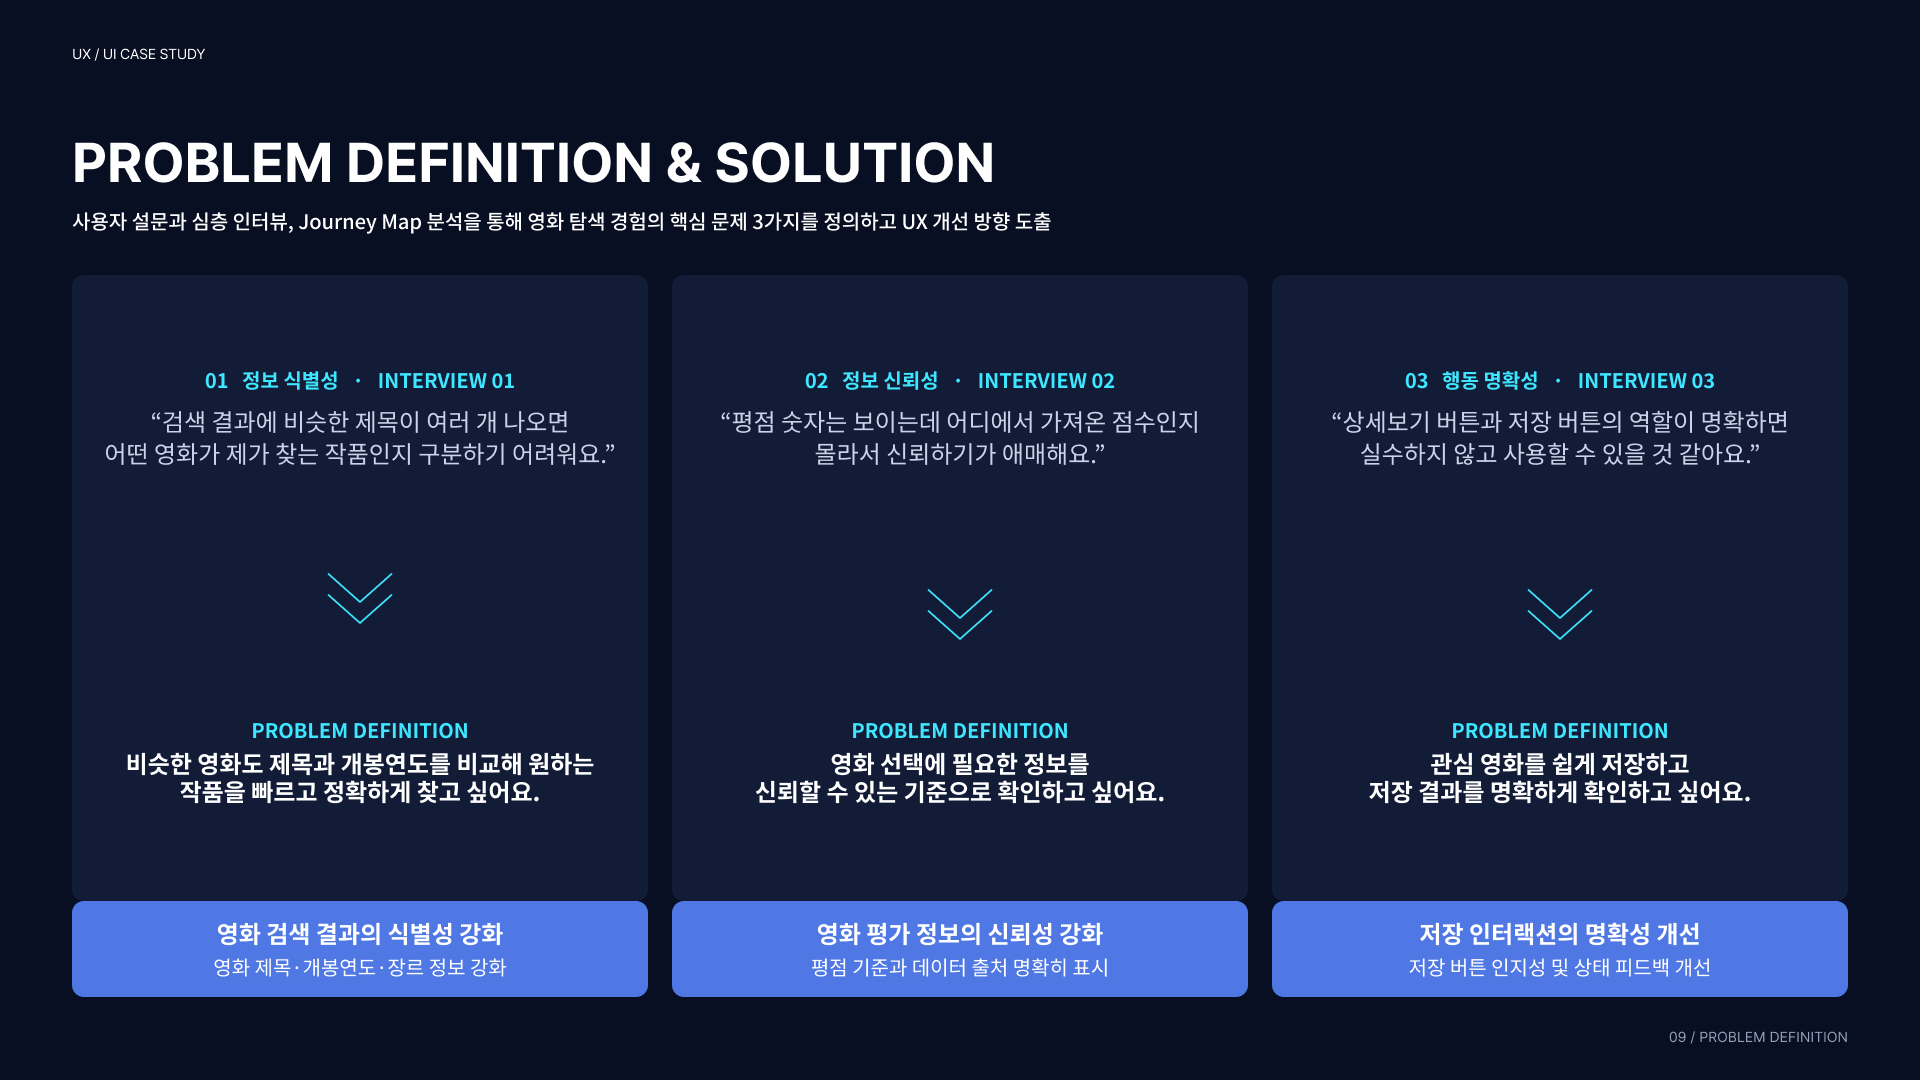 UX / UI CASE STUDY
PROBLEM DEFINITION & SOLUTION
사용자 설문과 심층 인터뷰, Journey Map 분석을 통해 영화 탐색 경험의 핵심 문제 3가지를 정의하고 UX 개선 방향 도출
01 정보 식별성 · INTERVIEW 01
“검색 결과에 비슷한 제목이 여러 개 나오면
어떤 영화가 제가 찾는 작품인지 구분하기 어려워요.”
PROBLEM DEFINITION
비슷한 영화도 제목과 개봉연도를 비교해 원하는
작품을 빠르고 정확하게 찾고 싶어요.
영화 검색 결과의 식별성 강화
영화 제목·개봉연도·장르 정보 강화
02 정보 신뢰성 · INTERVIEW 02
“평점 숫자는 보이는데 어디에서 가져온 점수인지
몰라서 신뢰하기가 애매해요.”
PROBLEM DEFINITION
영화 선택에 필요한 정보를
신뢰할 수 있는 기준으로 확인하고 싶어요.
영화 평가 정보의 신뢰성 강화
평점 기준과 데이터 출처 명확히 표시
03 행동 명확성 · INTERVIEW 03
“상세보기 버튼과 저장 버튼의 역할이 명확하면
실수하지 않고 사용할 수 있을 것 같아요.”
PROBLEM DEFINITION
관심 영화를 쉽게 저장하고
저장 결과를 명확하게 확인하고 싶어요.
저장 인터랙션의 명확성 개선
저장 버튼 인지성 및 상태 피드백 개선
09 / PROBLEM DEFINITION